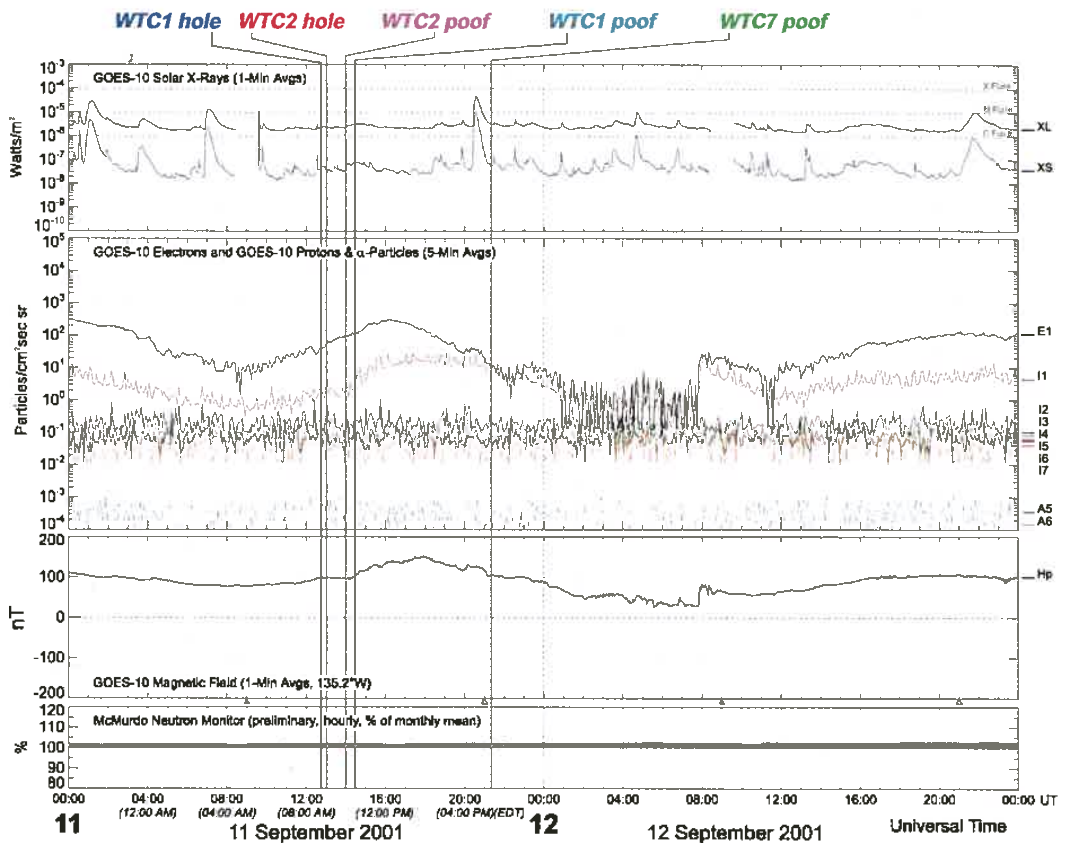 WTC1 hole WTC2 hole WTC2 poof WTC1 poof WTC7 poof
GOES-10 Solar X-Rays (1-Min Avgs)
Watts/m²
10⁻³
10⁻⁴
10⁻⁵
10⁻⁶
10⁻⁷
10⁻⁸
10⁻⁹
10⁻¹⁰
X Flare
M Flare
C Flare
XL
XS
GOES-10 Electrons and GOES-10 Protons & α-Particles (5-Min Avgs)
Particles/cm²sec sr
10⁵
10⁴
10³
10²
10¹
10⁰
10⁻¹
10⁻²
10⁻³
10⁻⁴
E1
I1
I2
I3
I4
I5
I6
I7
A5
A6
nT
200
100
0
-100
-200
Hp
GOES-10 Magnetic Field (1-Min Avgs, 135.2°W)
McMurdo Neutron Monitor (preliminary, hourly, % of monthly mean)
%
120
110
100
90
80
00:00 04:00 08:00 12:00 16:00 20:00 00:00 04:00 08:00 12:00 16:00 20:00 00:00 UT
(12:00 AM) (04:00 AM) (08:00 AM) (12:00 PM) (04:00 PM)(EDT)
11 11 September 2001 12 12 September 2001 Universal Time